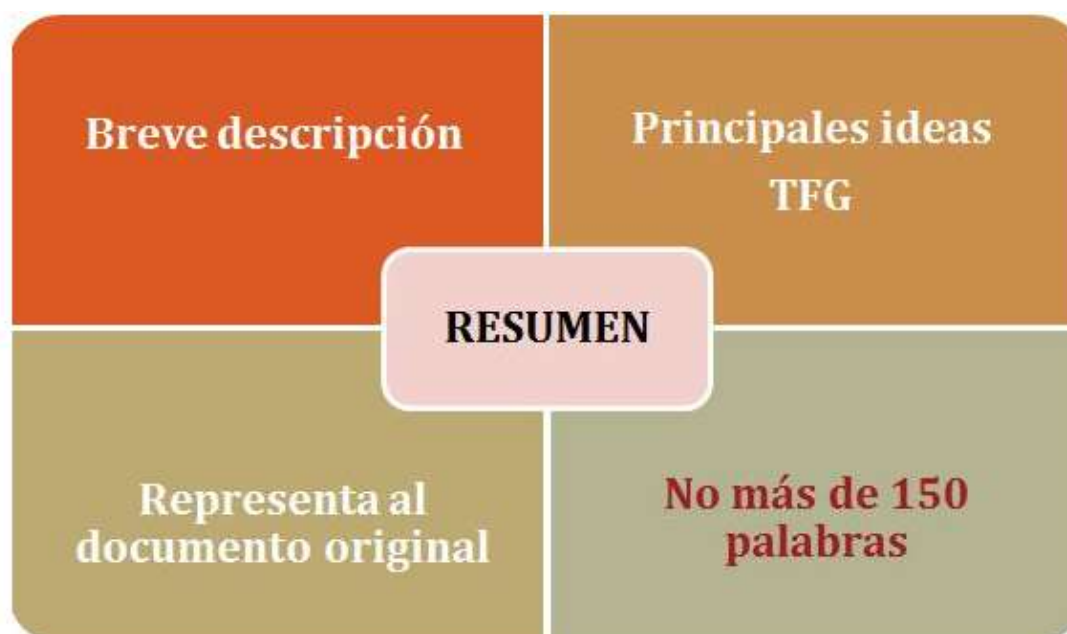 Breve descripción
Principales ideas
TFG
RESUMEN
Representa al
documento original
No más de 150
palabras